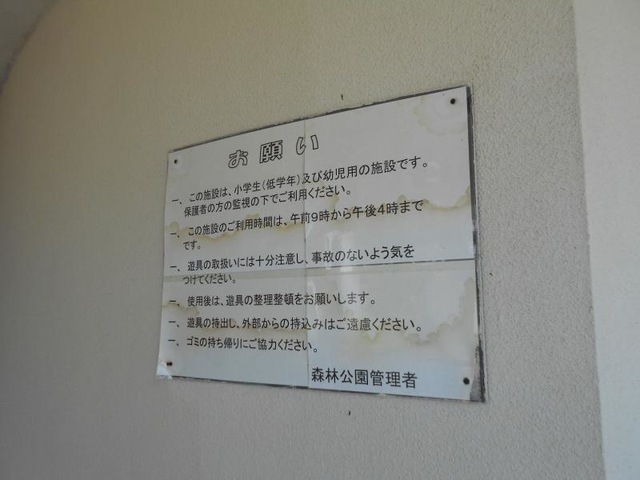 お願い
一、この施設は、小学生(低学年)及び幼児用の施設です。
保護者の方の監視の下でご利用ください。
一、この施設のご利用時間は、午前9時から午後4時まで
です。
一、遊具の取扱いには十分注意し、事故のないよう気を
つけてください。
一、使用後は、遊具の整理整頓をお願いします。
一、遊具の持出し、外部からの持込みはご遠慮ください。
一、ゴミの持ち帰りにご協力ください。
森林公園管理者